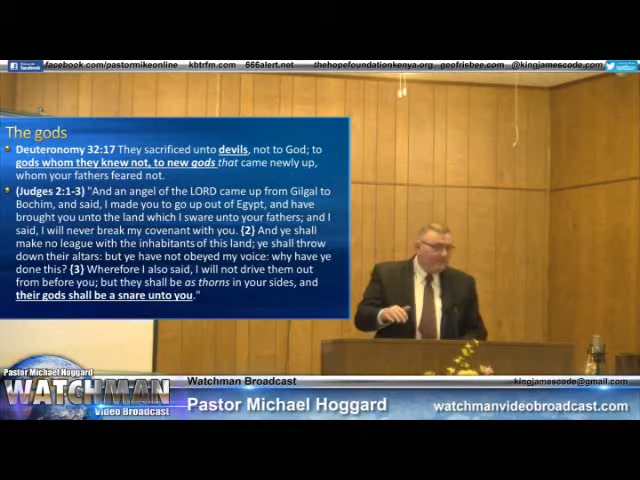 facebook.com/pastormikeonline kbtrfm.com 666alert.net thehopefoundationkenya.org geofrisbee.com @kingjamescode.com
The gods
Deuteronomy 32:17 They sacrificed unto devils, not to God; to
gods whom they knew not, to new gods that came newly up,
whom your fathers feared not.
(Judges 2:1-3) "And an angel of the LORD came up from Gilgal to
Bochim, and said, I made you to go up out of Egypt, and have
brought you unto the land which I sware unto your fathers; and I
said, I will never break my covenant with you. {2} And ye shall
make no league with the inhabitants of this land; ye shall throw
down their altars: but ye have not obeyed my voice: why have ye
done this? {3} Wherefore I also said, I will not drive them out
from before you; but they shall be as thorns in your sides, and
their gods shall be a snare unto you."
Pastor Michael Hoggard
WATCHMAN
Video Broadcast
Watchman Broadcast kingjamescode@gmail.com
Pastor Michael Hoggard watchmanvideobroadcast.com